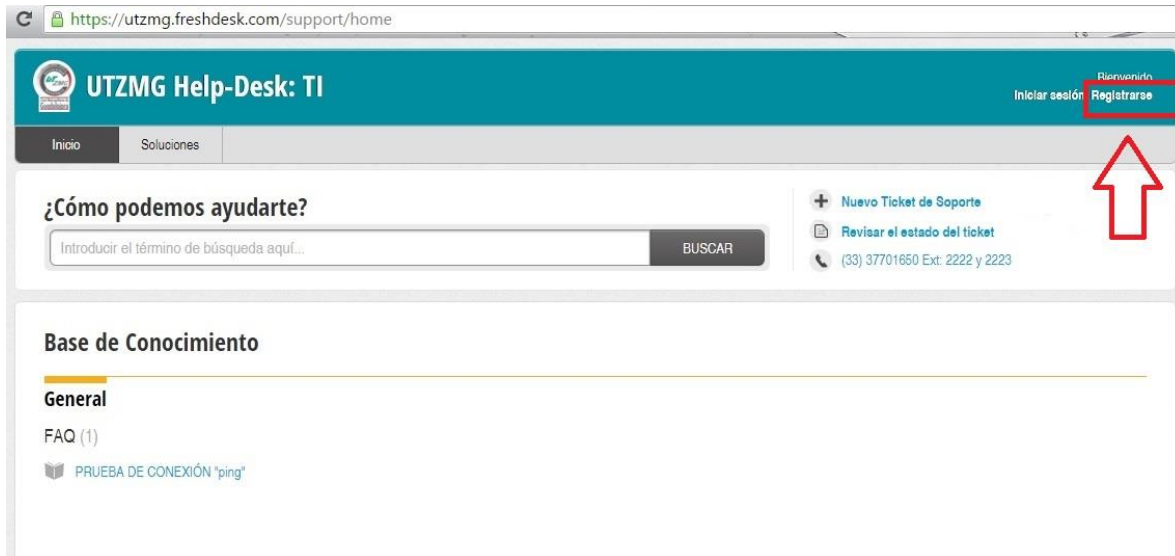 https://utzmg.freshdesk.com/support/home
UTZMG Help-Desk: TI
Bienvenido
Iniciar sesión Registrarse
Inicio Soluciones
¿Cómo podemos ayudarte?
Introducir el término de búsqueda aquí... BUSCAR
Nuevo Ticket de Soporte
Revisar el estado del ticket
(33) 37701650 Ext: 2222 y 2223
Base de Conocimiento
General
FAQ (1)
PRUEBA DE CONEXIÓN "ping"